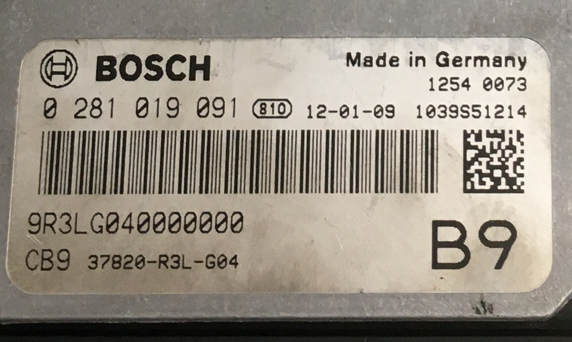 BOSCH
Made in Germany
1254 0073
0 281 019 091 810 12-01-09 1039S51214
9R3LG040000000
CB9 37820-R3L-G04
B9